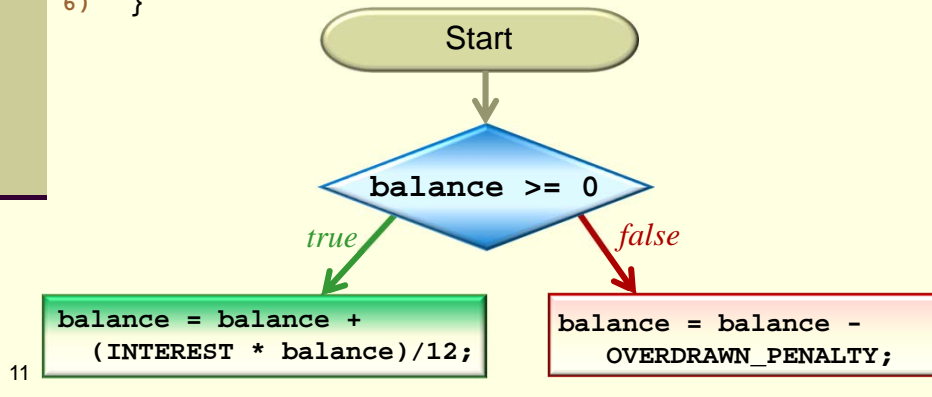 6) }
Start
balance >= 0
true
false
balance = balance +
(INTEREST * balance)/12;
balance = balance -
OVERDRAWN_PENALTY;
11